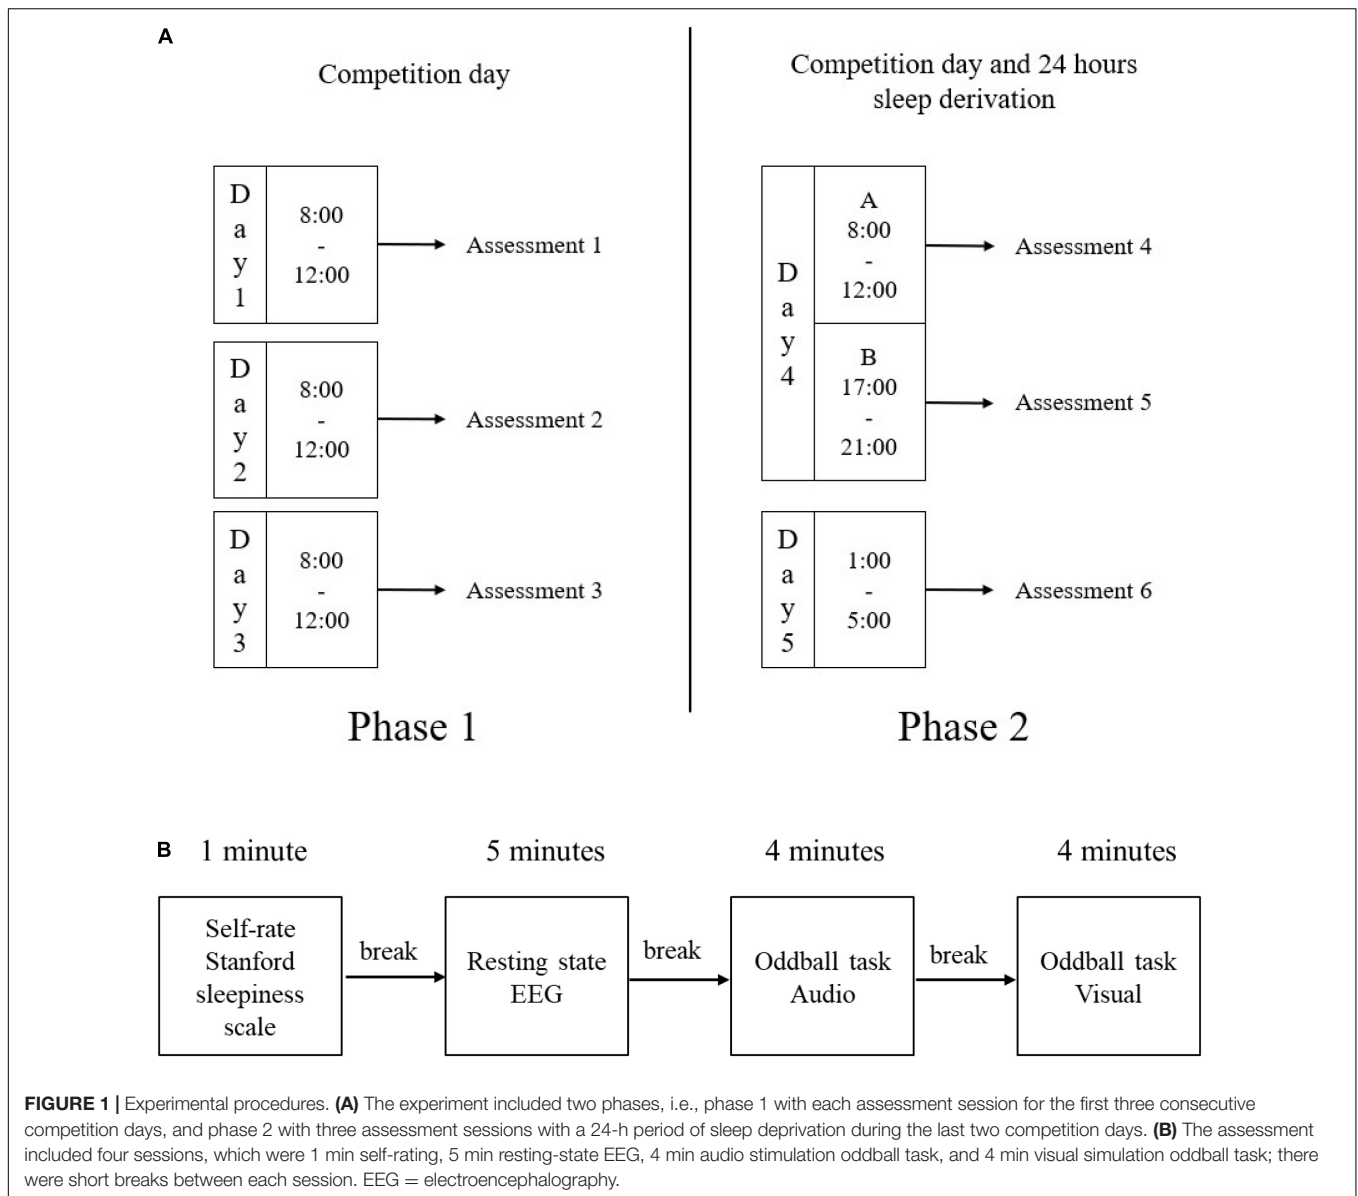 A
Competition day
D
a
y
1
8:00
-
12:00
Assessment 1
D
a
y
2
8:00
-
12:00
Assessment 2
D
a
y
3
8:00
-
12:00
Assessment 3
Phase 1
Competition day and 24 hours
sleep derivation
D
a
y
4
A
8:00
-
12:00
Assessment 4
B
17:00
-
21:00
Assessment 5
D
a
y
5
1:00
-
5:00
Assessment 6
Phase 2
B
1 minute
5 minutes
4 minutes
4 minutes
Self-rate
Stanford
sleepiness
scale
break
Resting state
EEG
break
Oddball task
Audio
break
Oddball task
Visual
FIGURE 1 | Experimental procedures. (A) The experiment included two phases, i.e., phase 1 with each assessment session for the first three consecutive
competition days, and phase 2 with three assessment sessions with a 24-h period of sleep deprivation during the last two competition days. (B) The assessment
included four sessions, which were 1 min self-rating, 5 min resting-state EEG, 4 min audio stimulation oddball task, and 4 min visual simulation oddball task; there
were short breaks between each session. EEG = electroencephalography.